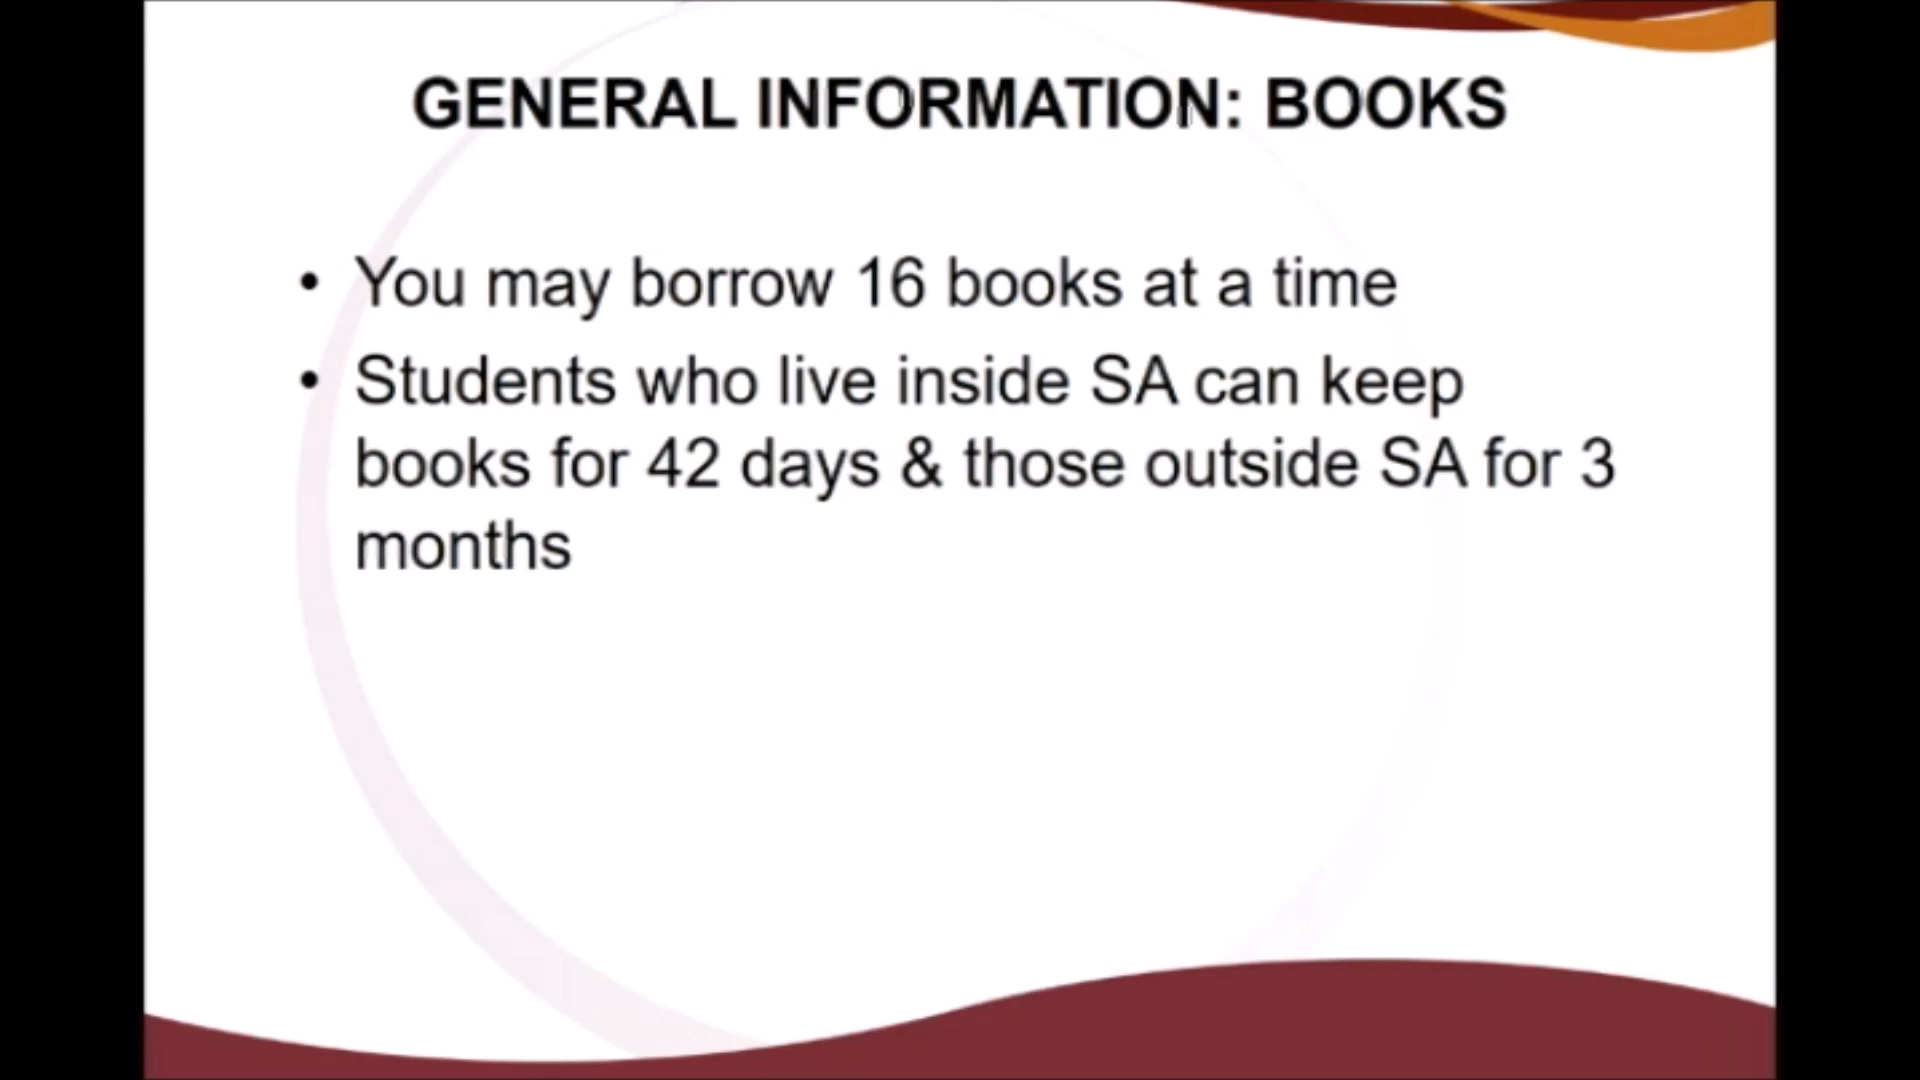 GENERAL INFORMATION: BOOKS
• You may borrow 16 books at a time
• Students who live inside SA can keep
books for 42 days & those outside SA for 3
months